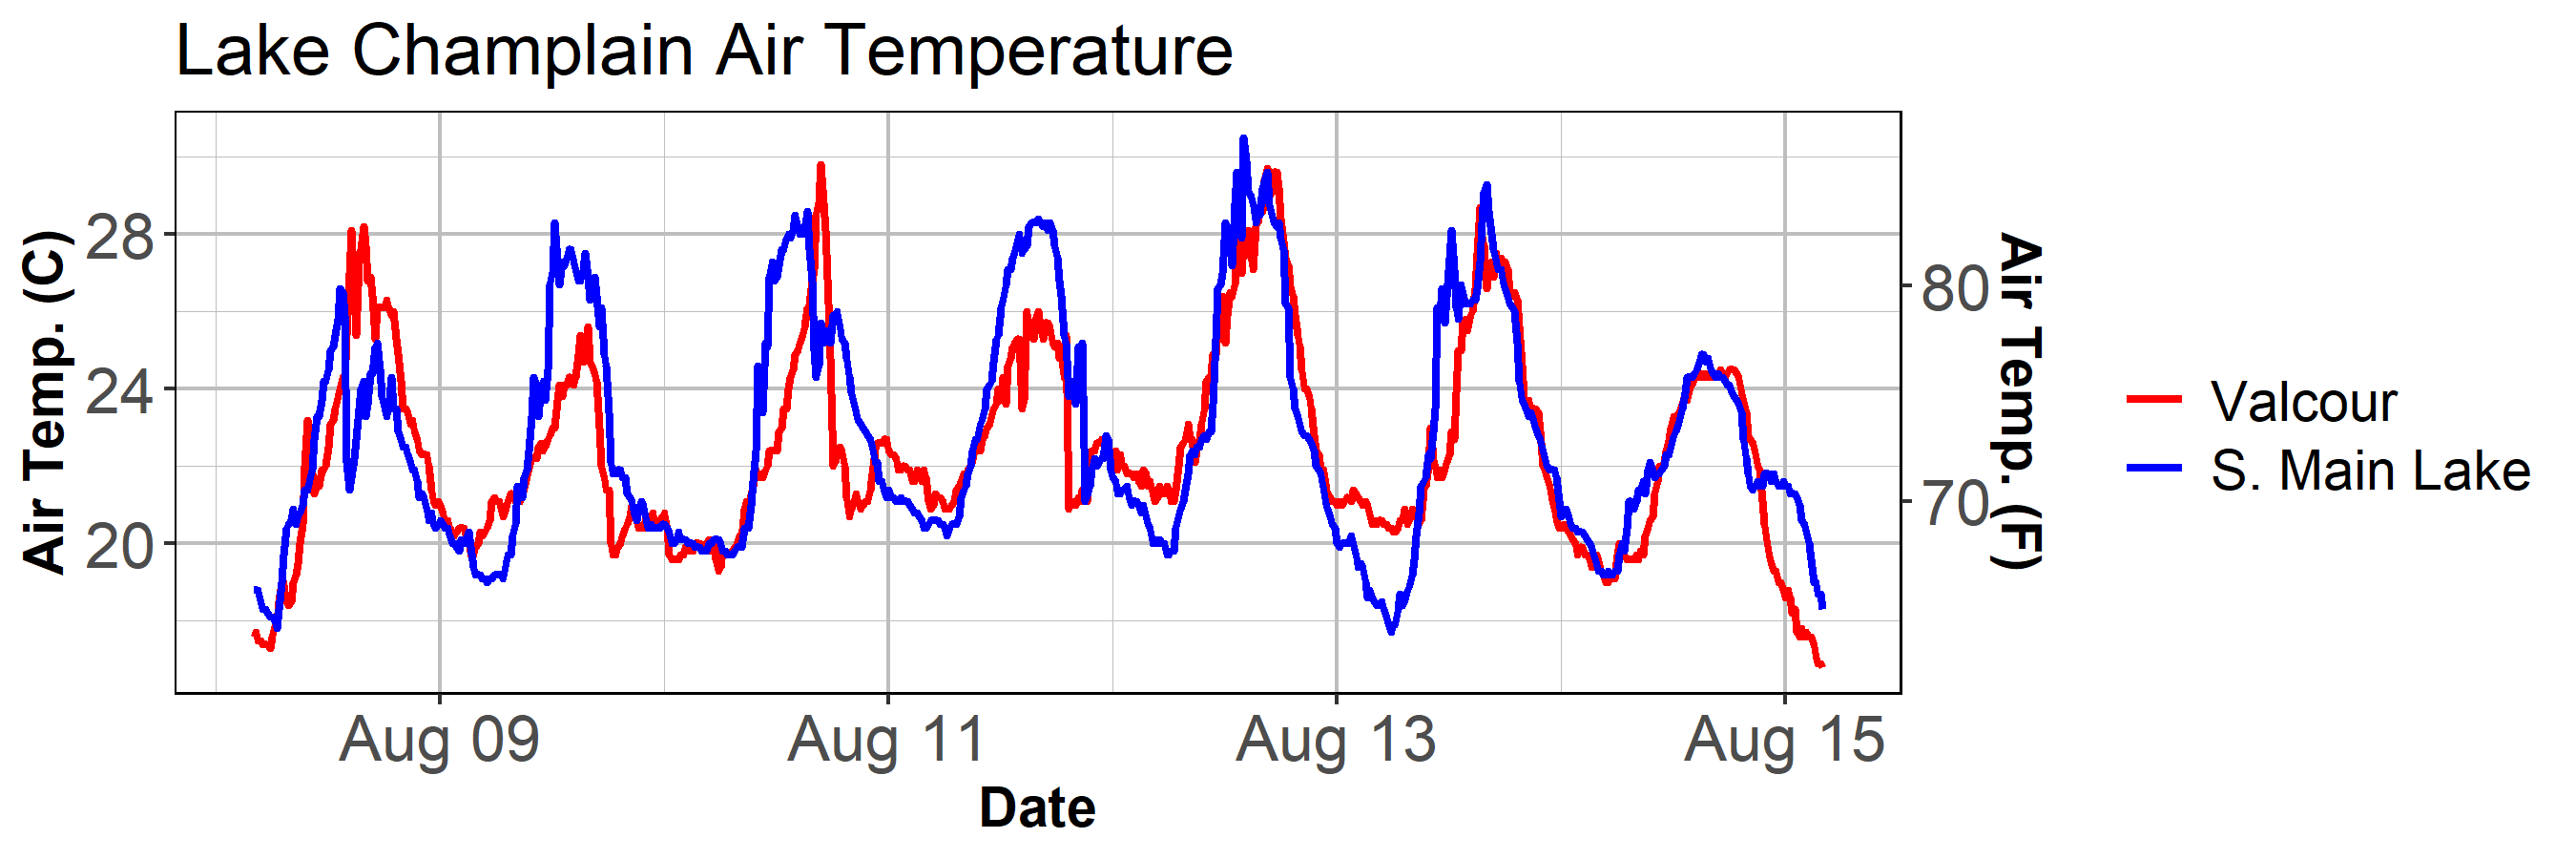 Lake Champlain Air Temperature
Air Temp. (C)
28
24
20
80
70
Air Temp. (F)
Valcour
S. Main Lake
Aug 09
Aug 11
Aug 13
Aug 15
Date